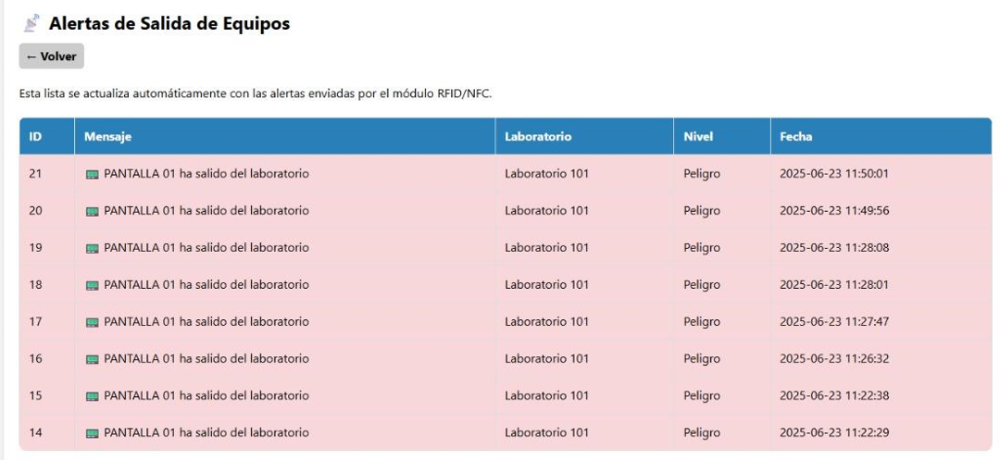 Alertas de Salida de Equipos
← Volver
Esta lista se actualiza automáticamente con las alertas enviadas por el módulo RFID/NFC.
ID Mensaje Laboratorio Nivel Fecha
21 PANTALLA 01 ha salido del laboratorio Laboratorio 101 Peligro 2025-06-23 11:50:01
20 PANTALLA 01 ha salido del laboratorio Laboratorio 101 Peligro 2025-06-23 11:49:56
19 PANTALLA 01 ha salido del laboratorio Laboratorio 101 Peligro 2025-06-23 11:28:08
18 PANTALLA 01 ha salido del laboratorio Laboratorio 101 Peligro 2025-06-23 11:28:01
17 PANTALLA 01 ha salido del laboratorio Laboratorio 101 Peligro 2025-06-23 11:27:47
16 PANTALLA 01 ha salido del laboratorio Laboratorio 101 Peligro 2025-06-23 11:26:32
15 PANTALLA 01 ha salido del laboratorio Laboratorio 101 Peligro 2025-06-23 11:22:38
14 PANTALLA 01 ha salido del laboratorio Laboratorio 101 Peligro 2025-06-23 11:22:29